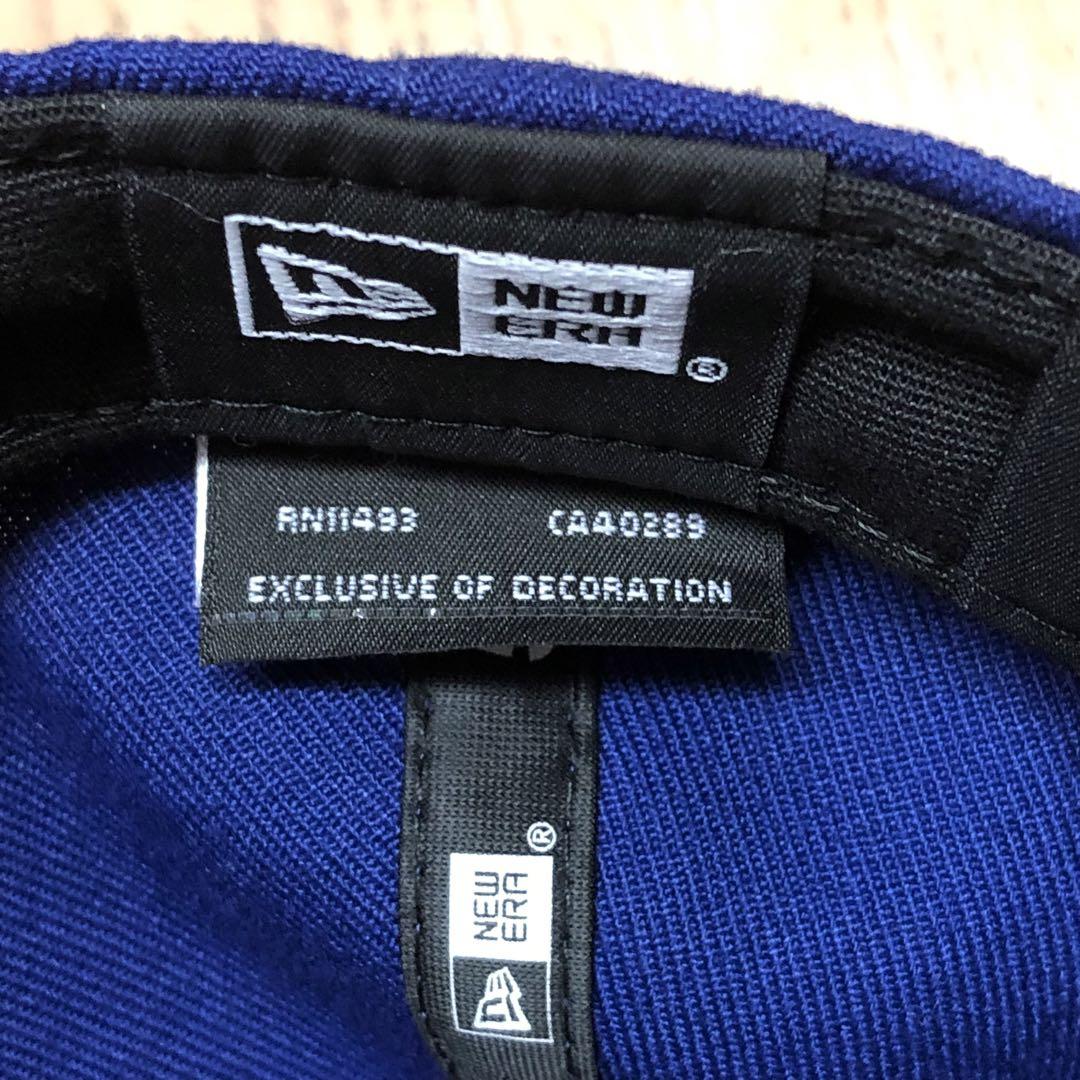 NEW
ERA
®
RN11493 CA40289
EXCLUSIVE OF DECORATION
NEW
ERA
®